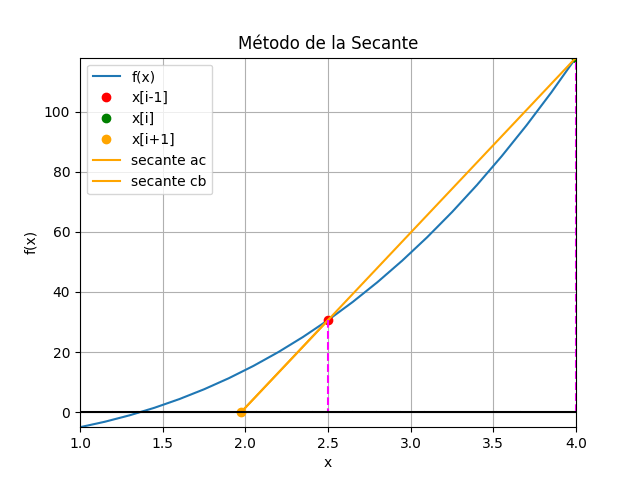 Método de la Secante
f(x)
x[i-1]
x[i]
x[i+1]
secante ac
secante cb
f(x)
100
80
60
40
20
0
1.0 1.5 2.0 2.5 3.0 3.5 4.0
x